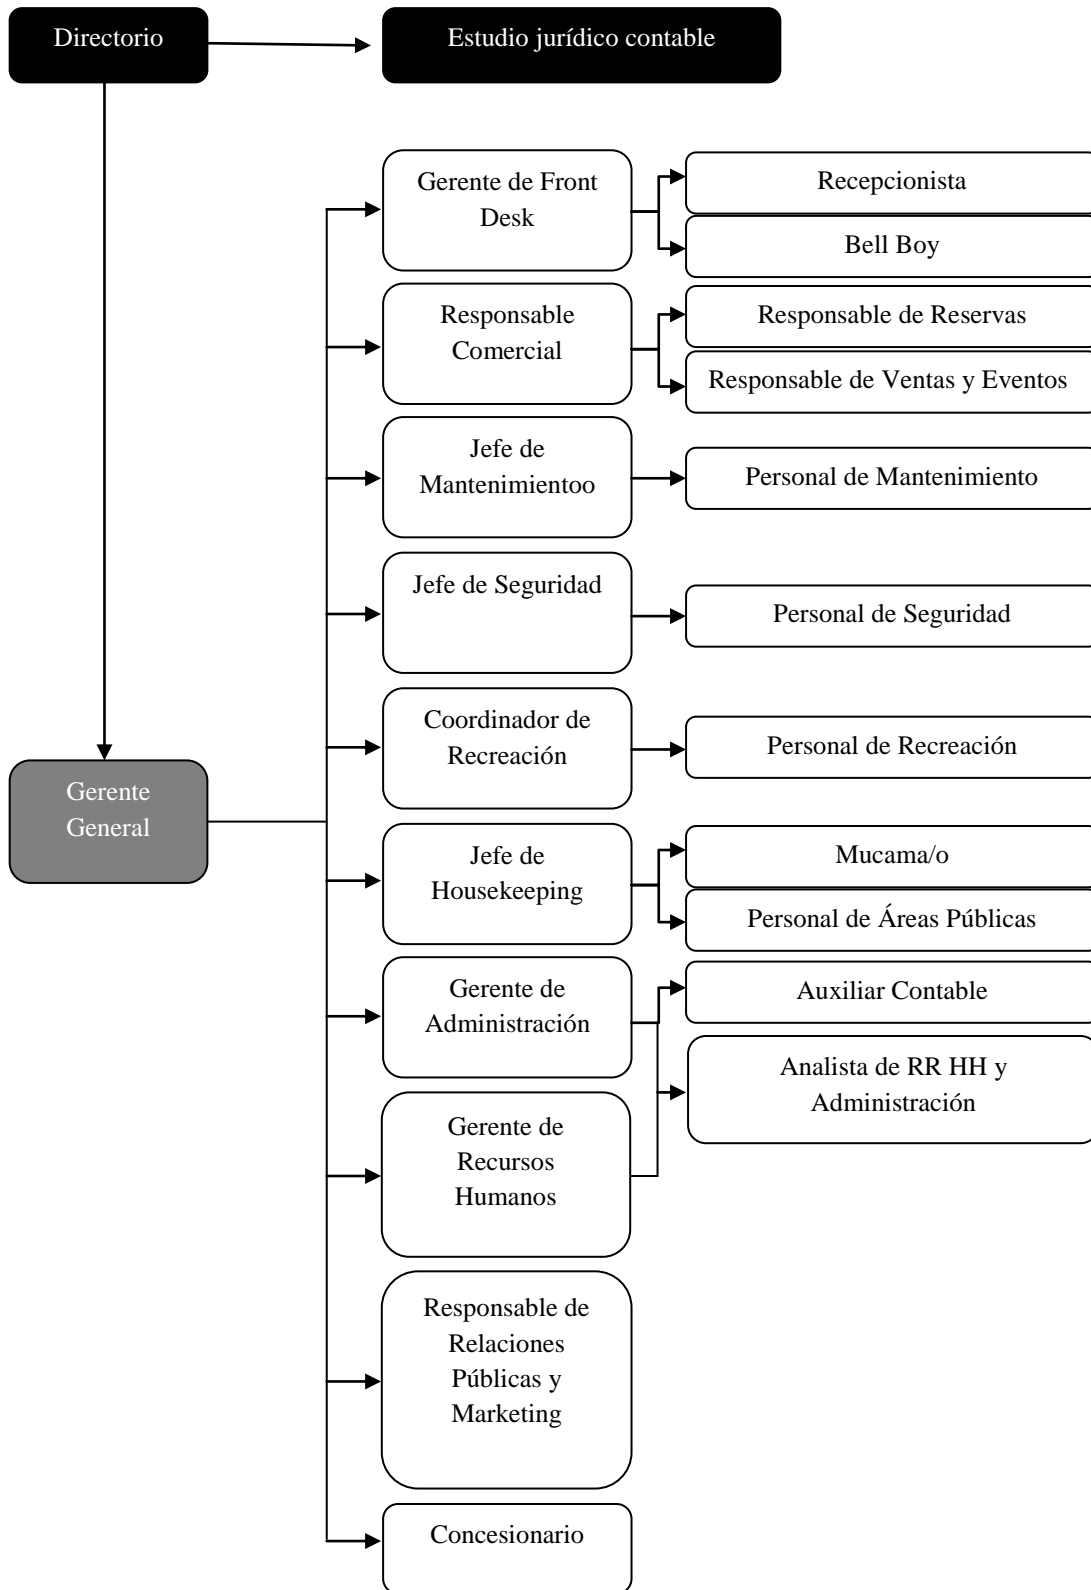 Directorio
Estudio jurídico contable
Gerente de Front
Desk
Recepcionista
Bell Boy
Responsable
Comercial
Responsable de Reservas
Responsable de Ventas y Eventos
Jefe de
Mantenimientoo
Personal de Mantenimiento
Jefe de Seguridad
Personal de Seguridad
Coordinador de
Recreación
Personal de Recreación
Gerente
General
Jefe de
Housekeeping
Mucama/o
Personal de Áreas Públicas
Gerente de
Administración
Auxiliar Contable
Analista de RR HH y
Administración
Gerente de
Recursos
Humanos
Responsable de
Relaciones
Públicas y
Marketing
Concesionario